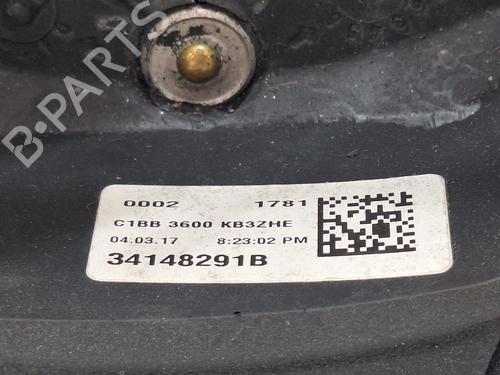 B-PARTS
0002 1781
C1BB 3600 KB3ZHE
04.03.17 8:23:02 PM
34148291B